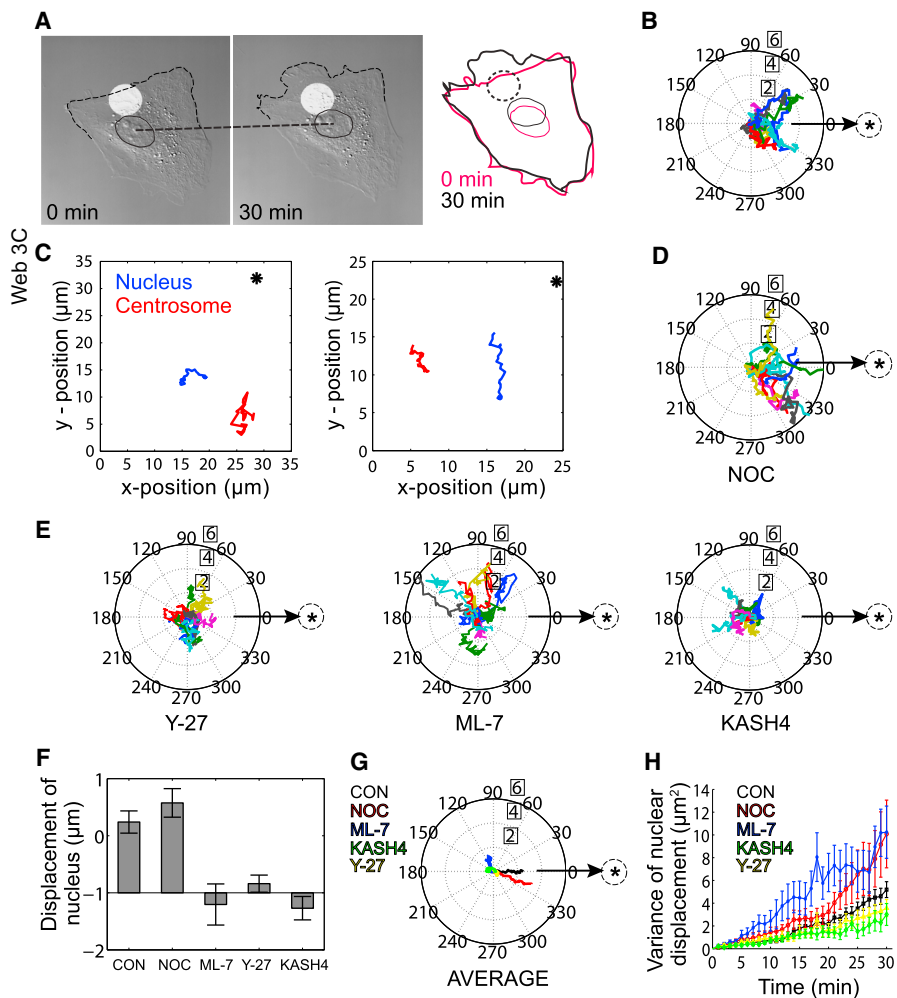 A
0 min
30 min
0 min
30 min
B
90
6
60
4
2
30
0
330
300
270
240
210
180
150
120
*
Web 3C
C
Nucleus
Centrosome
*
y - position (µm)
35
30
25
20
15
10
5
0
0 5 10 15 20 25 30 35
x-position (µm)
*
y - position (µm)
25
20
15
10
5
0
0 5 10 15 20 25
x-position (µm)
D
90
6
60
4
2
30
0
330
300
270
240
210
180
150
120
*
NOC
E
90
6
60
4
2
30
0
330
300
270
240
210
180
150
120
*
Y-27
90
6
60
4
2
30
0
330
300
270
240
210
180
150
120
*
ML-7
90
6
60
4
2
30
0
330
300
270
240
210
180
150
120
*
KASH4
F
Displacement of
nucleus (µm)
1
0
−1
−2
CON NOC ML-7 Y-27 KASH4
G
CON
NOC
ML-7
KASH4
Y-27
90
6
60
4
2
30
0
330
300
270
240
210
180
150
120
*
AVERAGE
H
CON
NOC
ML-7
KASH4
Y-27
Variance of nuclear
displacement (µm²)
14
12
10
8
6
4
2
0
0 5 10 15 20 25 30
Time (min)